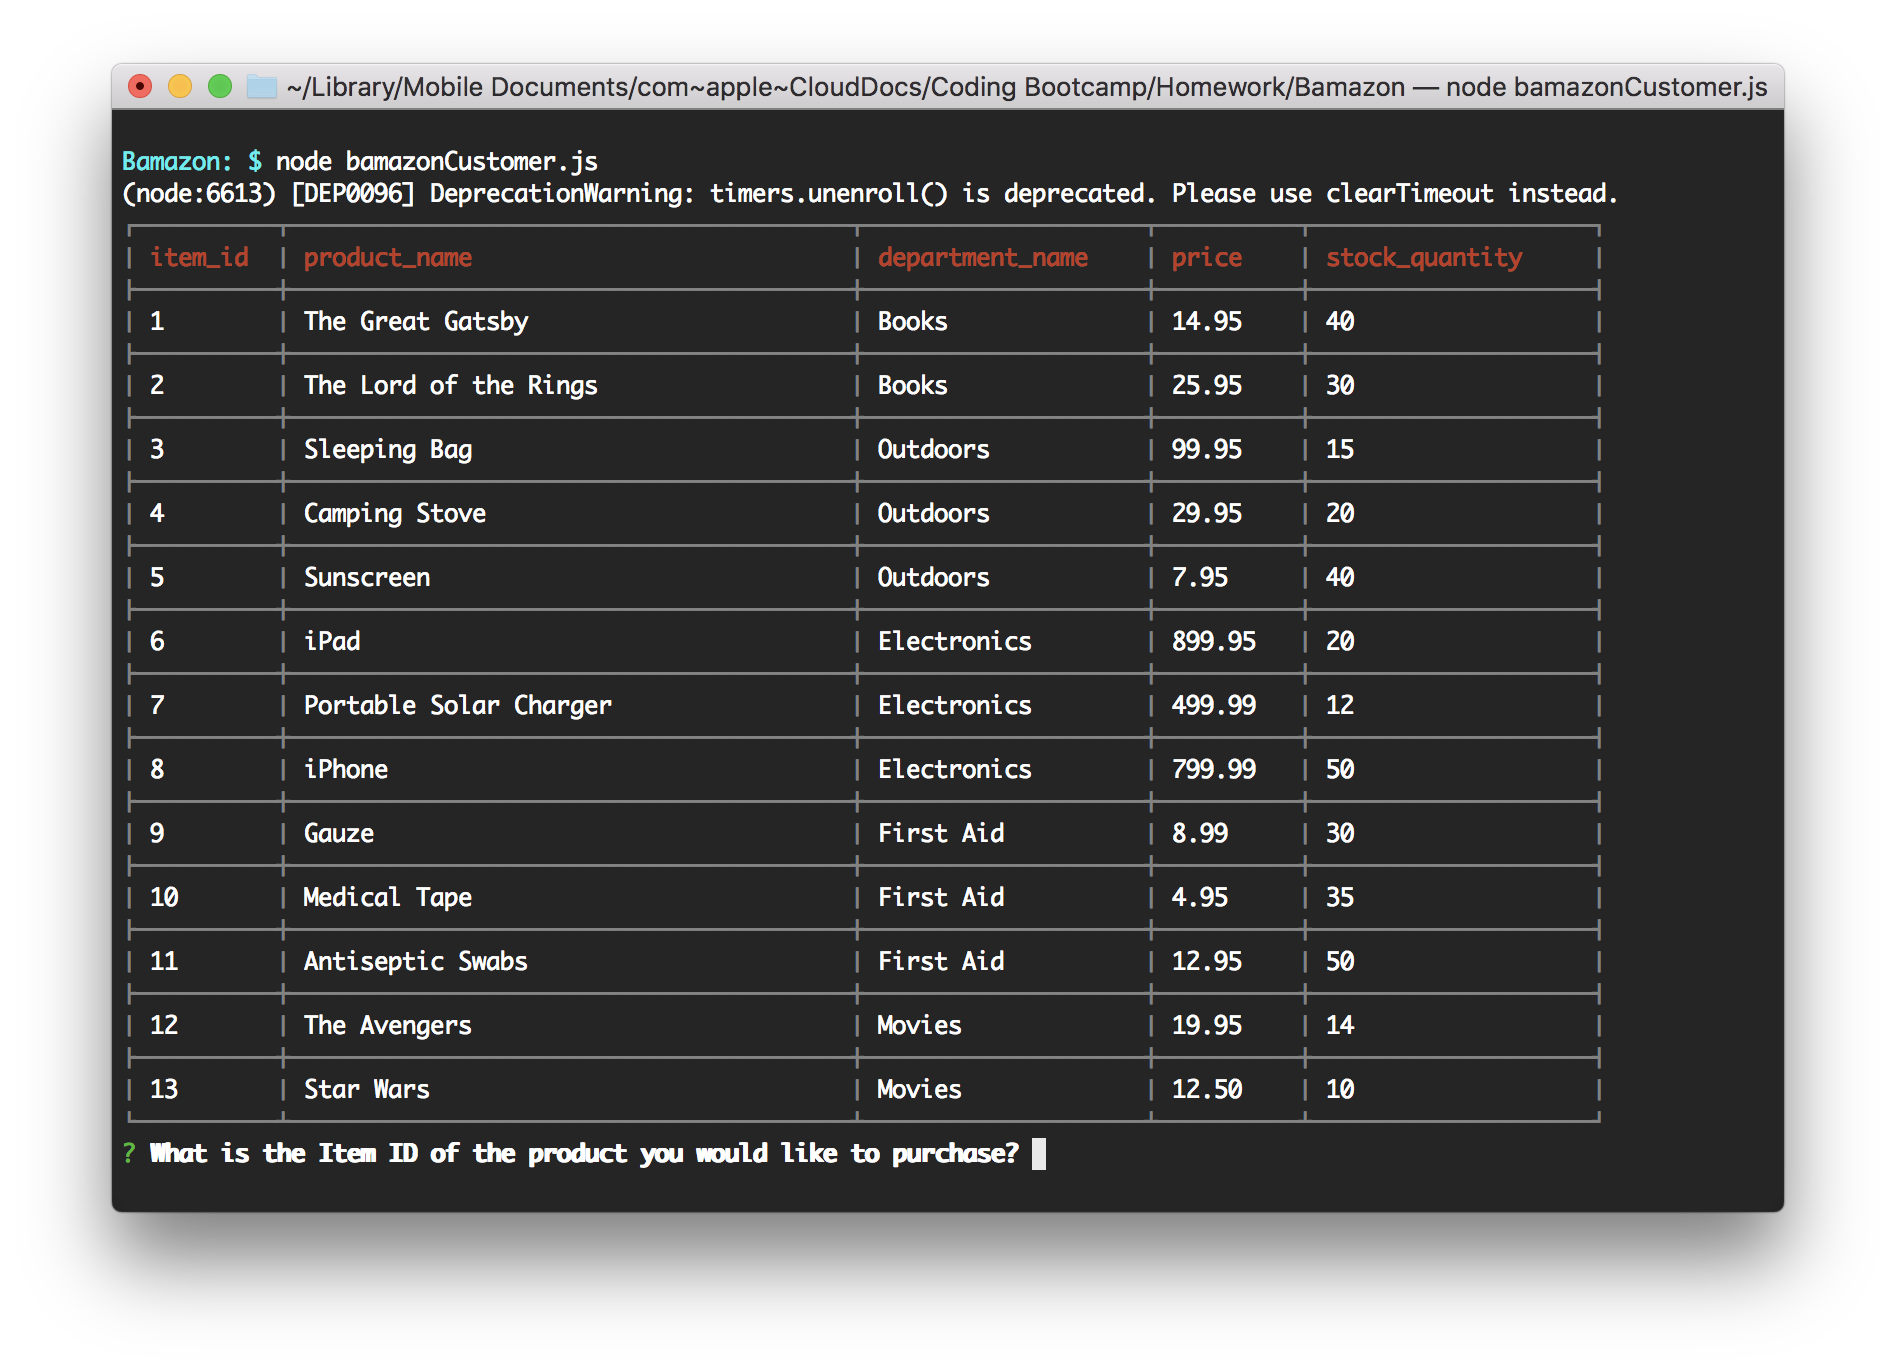 ~/Library/Mobile Documents/com~apple~CloudDocs/Coding Bootcamp/Homework/Bamazon — node bamazonCustomer.js
Bamazon: $ node bamazonCustomer.js
(node:6613) [DEP0096] DeprecationWarning: timers.unenroll() is deprecated. Please use clearTimeout instead.
item_id product_name department_name price stock_quantity
1 The Great Gatsby Books 14.95 40
2 The Lord of the Rings Books 25.95 30
3 Sleeping Bag Outdoors 99.95 15
4 Camping Stove Outdoors 29.95 20
5 Sunscreen Outdoors 7.95 40
6 iPad Electronics 899.95 20
7 Portable Solar Charger Electronics 499.99 12
8 iPhone Electronics 799.99 50
9 Gauze First Aid 8.99 30
10 Medical Tape First Aid 4.95 35
11 Antiseptic Swabs First Aid 12.95 50
12 The Avengers Movies 19.95 14
13 Star Wars Movies 12.50 10
? What is the Item ID of the product you would like to purchase?